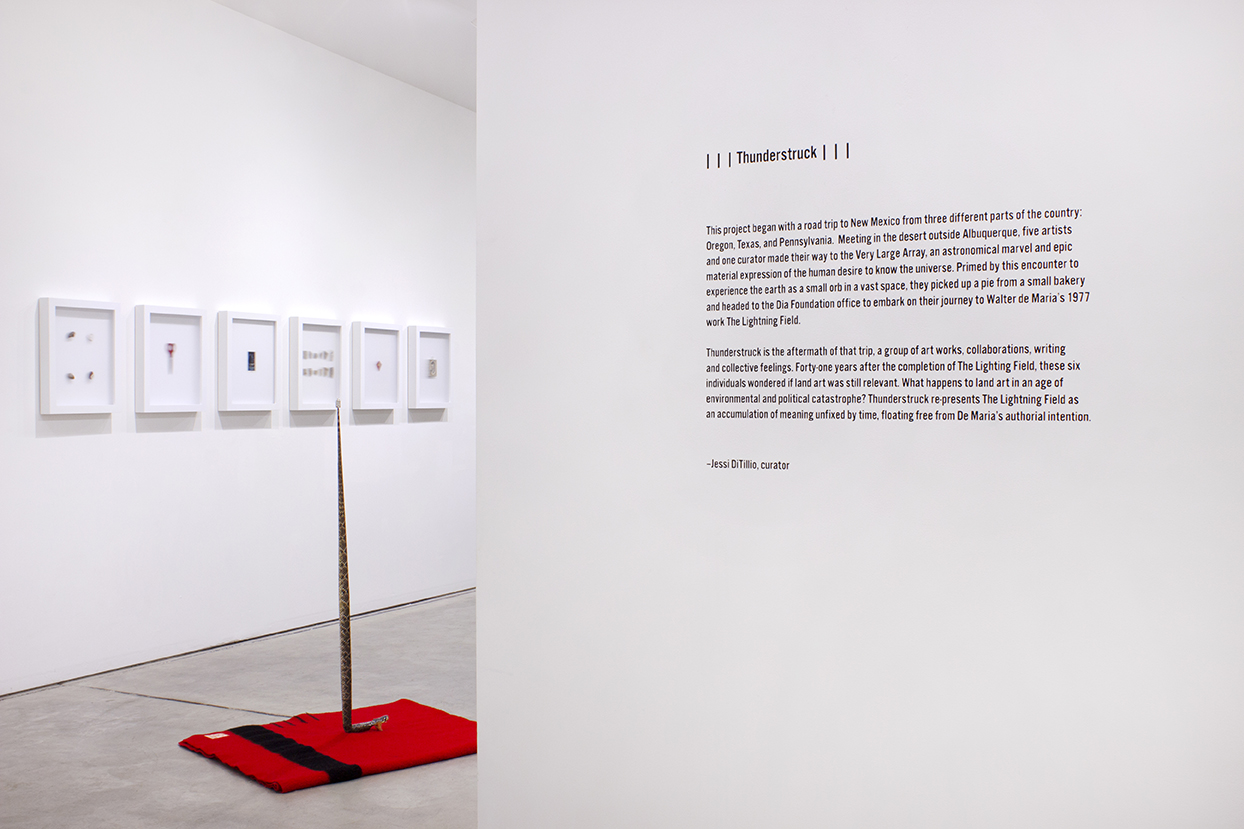 | | | Thunderstruck | | |
This project began with a road trip to New Mexico from three different parts of the country:
Oregon, Texas, and Pennsylvania. Meeting in the desert outside Albuquerque, five artists
and one curator made their way to the Very Large Array, an astronomical marvel and epic
material expression of the human desire to know the universe. Primed by this encounter to
experience the earth as a small orb in a vast space, they picked up a pie from a small bakery
and headed to the Dia Foundation office to embark on their journey to Walter de Maria's 1977
work The Lightning Field.
Thunderstruck is the aftermath of that trip, a group of art works, collaborations, writing
and collective feelings. Forty-one years after the completion of The Lighting Field, these six
individuals wondered if land art was still relevant. What happens to land art in an age of
environmental and political catastrophe? Thunderstruck re-presents The Lightning Field as
an accumulation of meaning unfixed by time, floating free from De Maria's authorial intention.
–Jessi DiTillio, curator